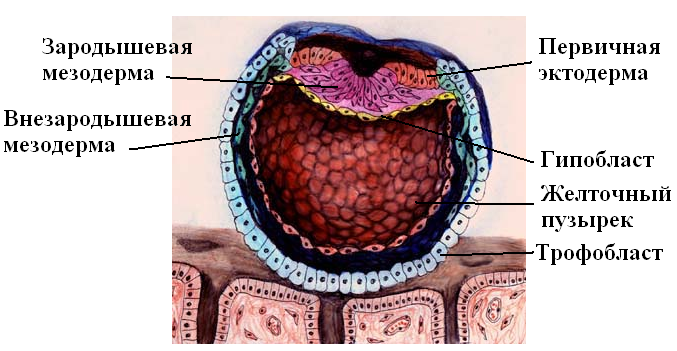 Зародышевая
мезодерма
Внезародышевая
мезодерма
Первичная
эктодерма
Гипобласт
Желточный
пузырек
Трофобласт